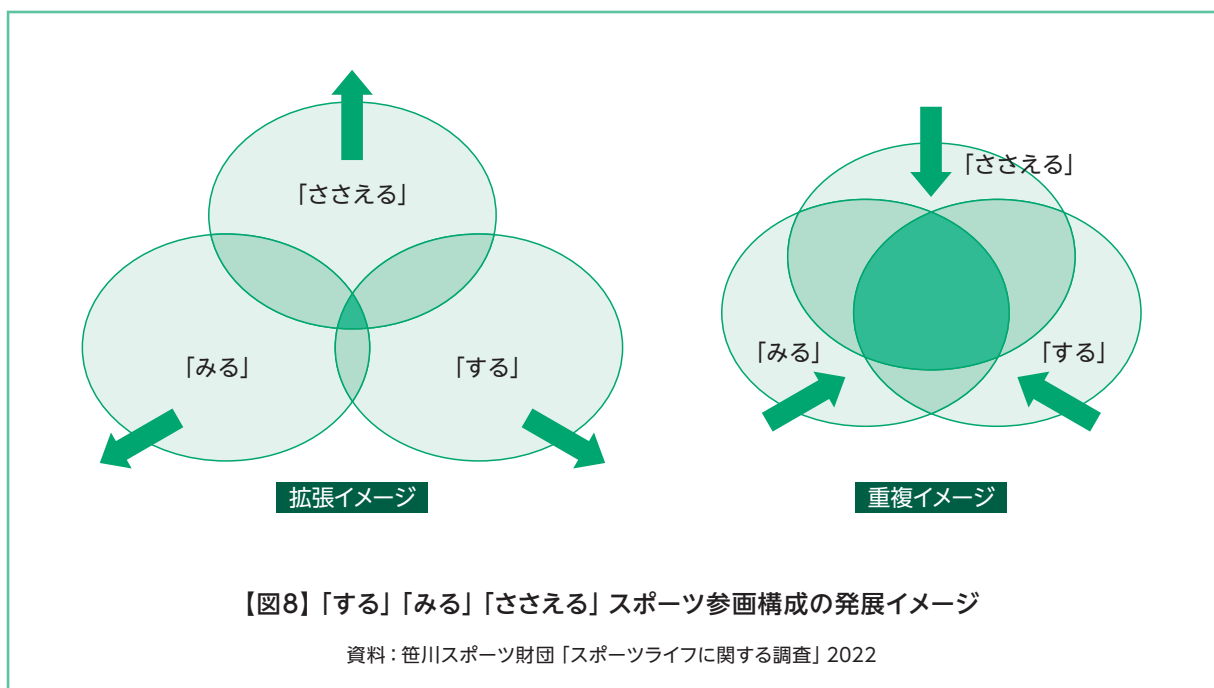 「ささえる」
「みる」
「する」
拡張イメージ
「ささえる」
「みる」
「する」
重複イメージ
【図8】「する」「みる」「ささえる」スポーツ参画構成の発展イメージ
資料：笹川スポーツ財団「スポーツライフに関する調査」2022